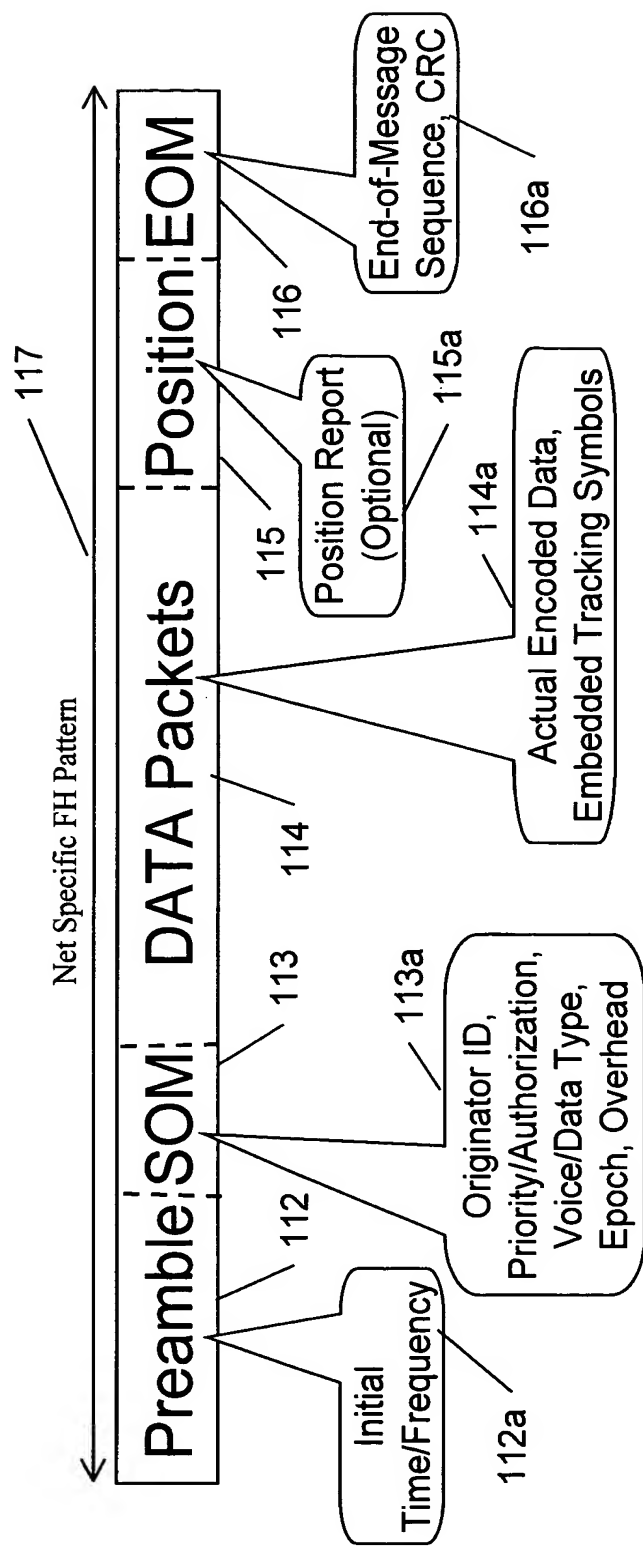 117
Net Specific FH Pattern
Preamble SOM DATA Packets Position EOM
112
113
114
115
116
Initial
Time/Frequency
112a
Originator ID,
Priority/Authorization,
Voice/Data Type,
Epoch, Overhead
113a
Actual Encoded Data,
Embedded Tracking Symbols
114a
Position Report
(Optional)
115a
End-of-Message
Sequence, CRC
116a